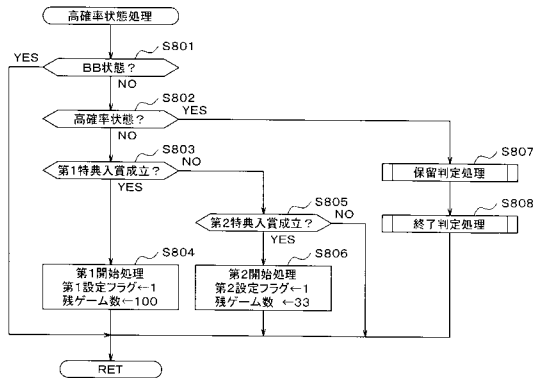 高確率状態処理
S801
YES
BB状態？
NO
S802
高確率状態？
YES
NO
S803
第1特典入賞成立？
NO
YES
S807
保留判定処理
S805
第2特典入賞成立？
NO
YES
S808
終了判定処理
S804
第1開始処理
第1設定フラグ←1
残ゲーム数←100
S806
第2開始処理
第2設定フラグ←1
残ゲーム数 ←33
RET